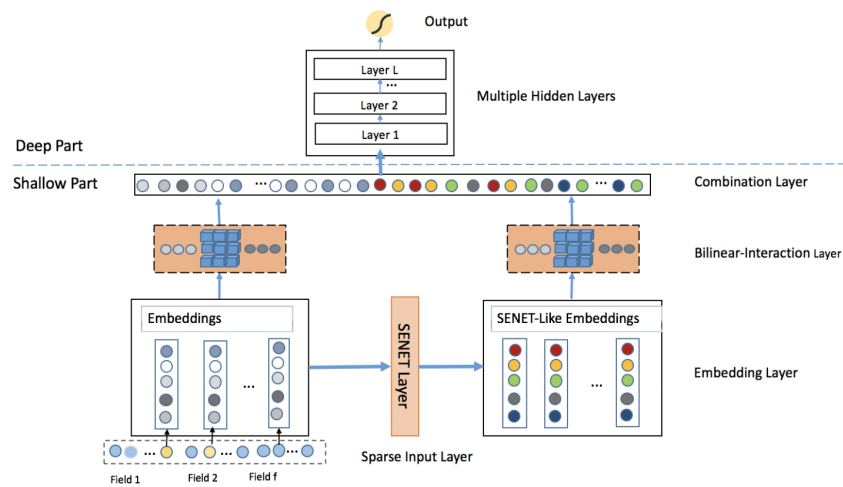 Output
Layer L
...
Layer 2
Layer 1
Multiple Hidden Layers
Deep Part
Shallow Part
...
...
Combination Layer
Bilinear-Interaction Layer
Embeddings
...
SENET Layer
SENET-Like Embeddings
...
Embedding Layer
... ... ...
Sparse Input Layer
Field 1 Field 2 Field f